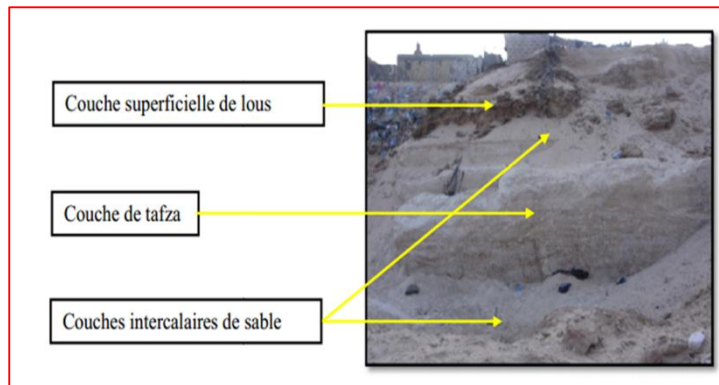 Couche superficielle de lous
Couche de tafza
Couches intercalaires de sable